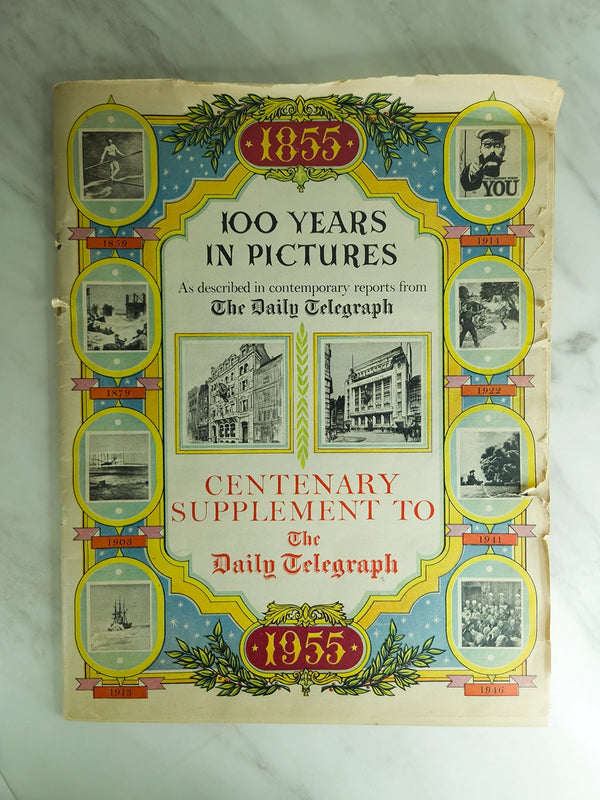 1855
100 YEARS
IN PICTURES
As described in contemporary reports from
The Daily Telegraph
CENTENARY
SUPPLEMENT TO
The
Daily Telegraph
1955
1859
1879
1903
1913
YOU
1914
1922
1941
1946